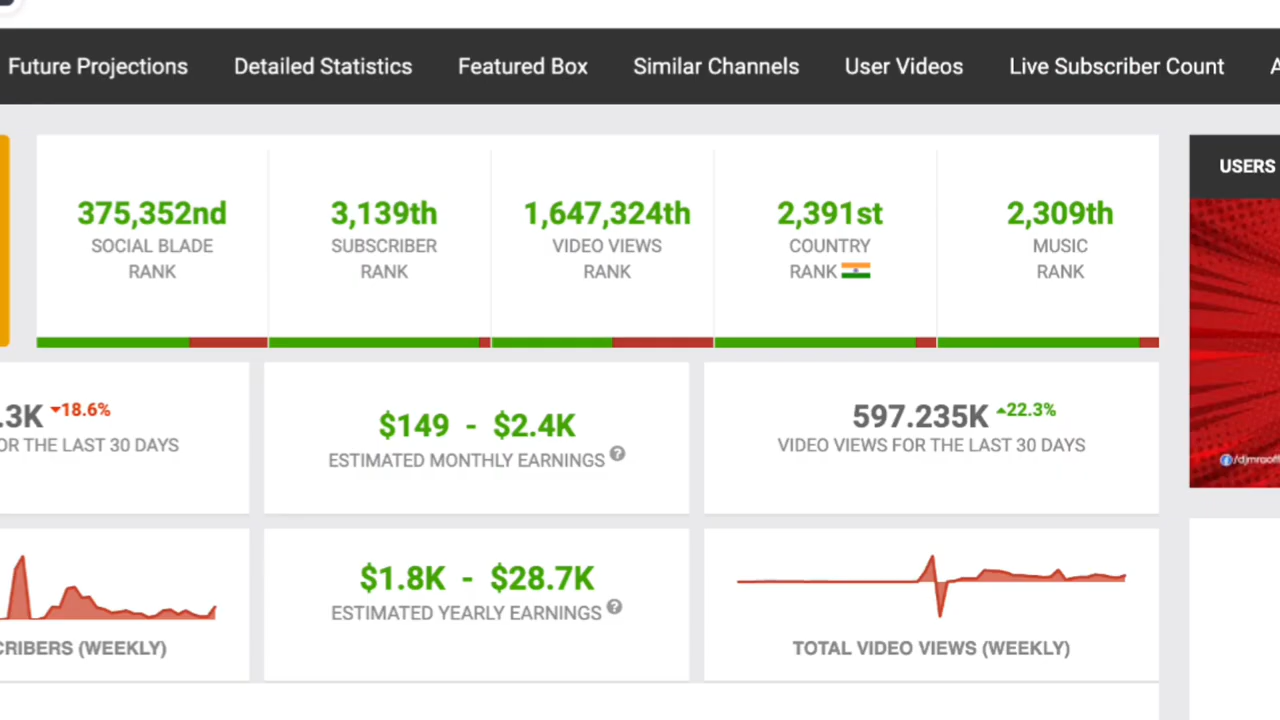 Future Projections Detailed Statistics Featured Box Similar Channels User Videos Live Subscriber Count A
375,352nd 3,139th 1,647,324th 2,391st 2,309th
SOCIAL BLADE SUBSCRIBER VIDEO VIEWS COUNTRY MUSIC
RANK RANK RANK RANK RANK
USERS
/djmraoff
.3K 18.6%
OR THE LAST 30 DAYS
$149 - $2.4K
ESTIMATED MONTHLY EARNINGS ?
597.235K 22.3%
VIDEO VIEWS FOR THE LAST 30 DAYS
CRIBERS (WEEKLY)
$1.8K - $28.7K
ESTIMATED YEARLY EARNINGS ?
TOTAL VIDEO VIEWS (WEEKLY)